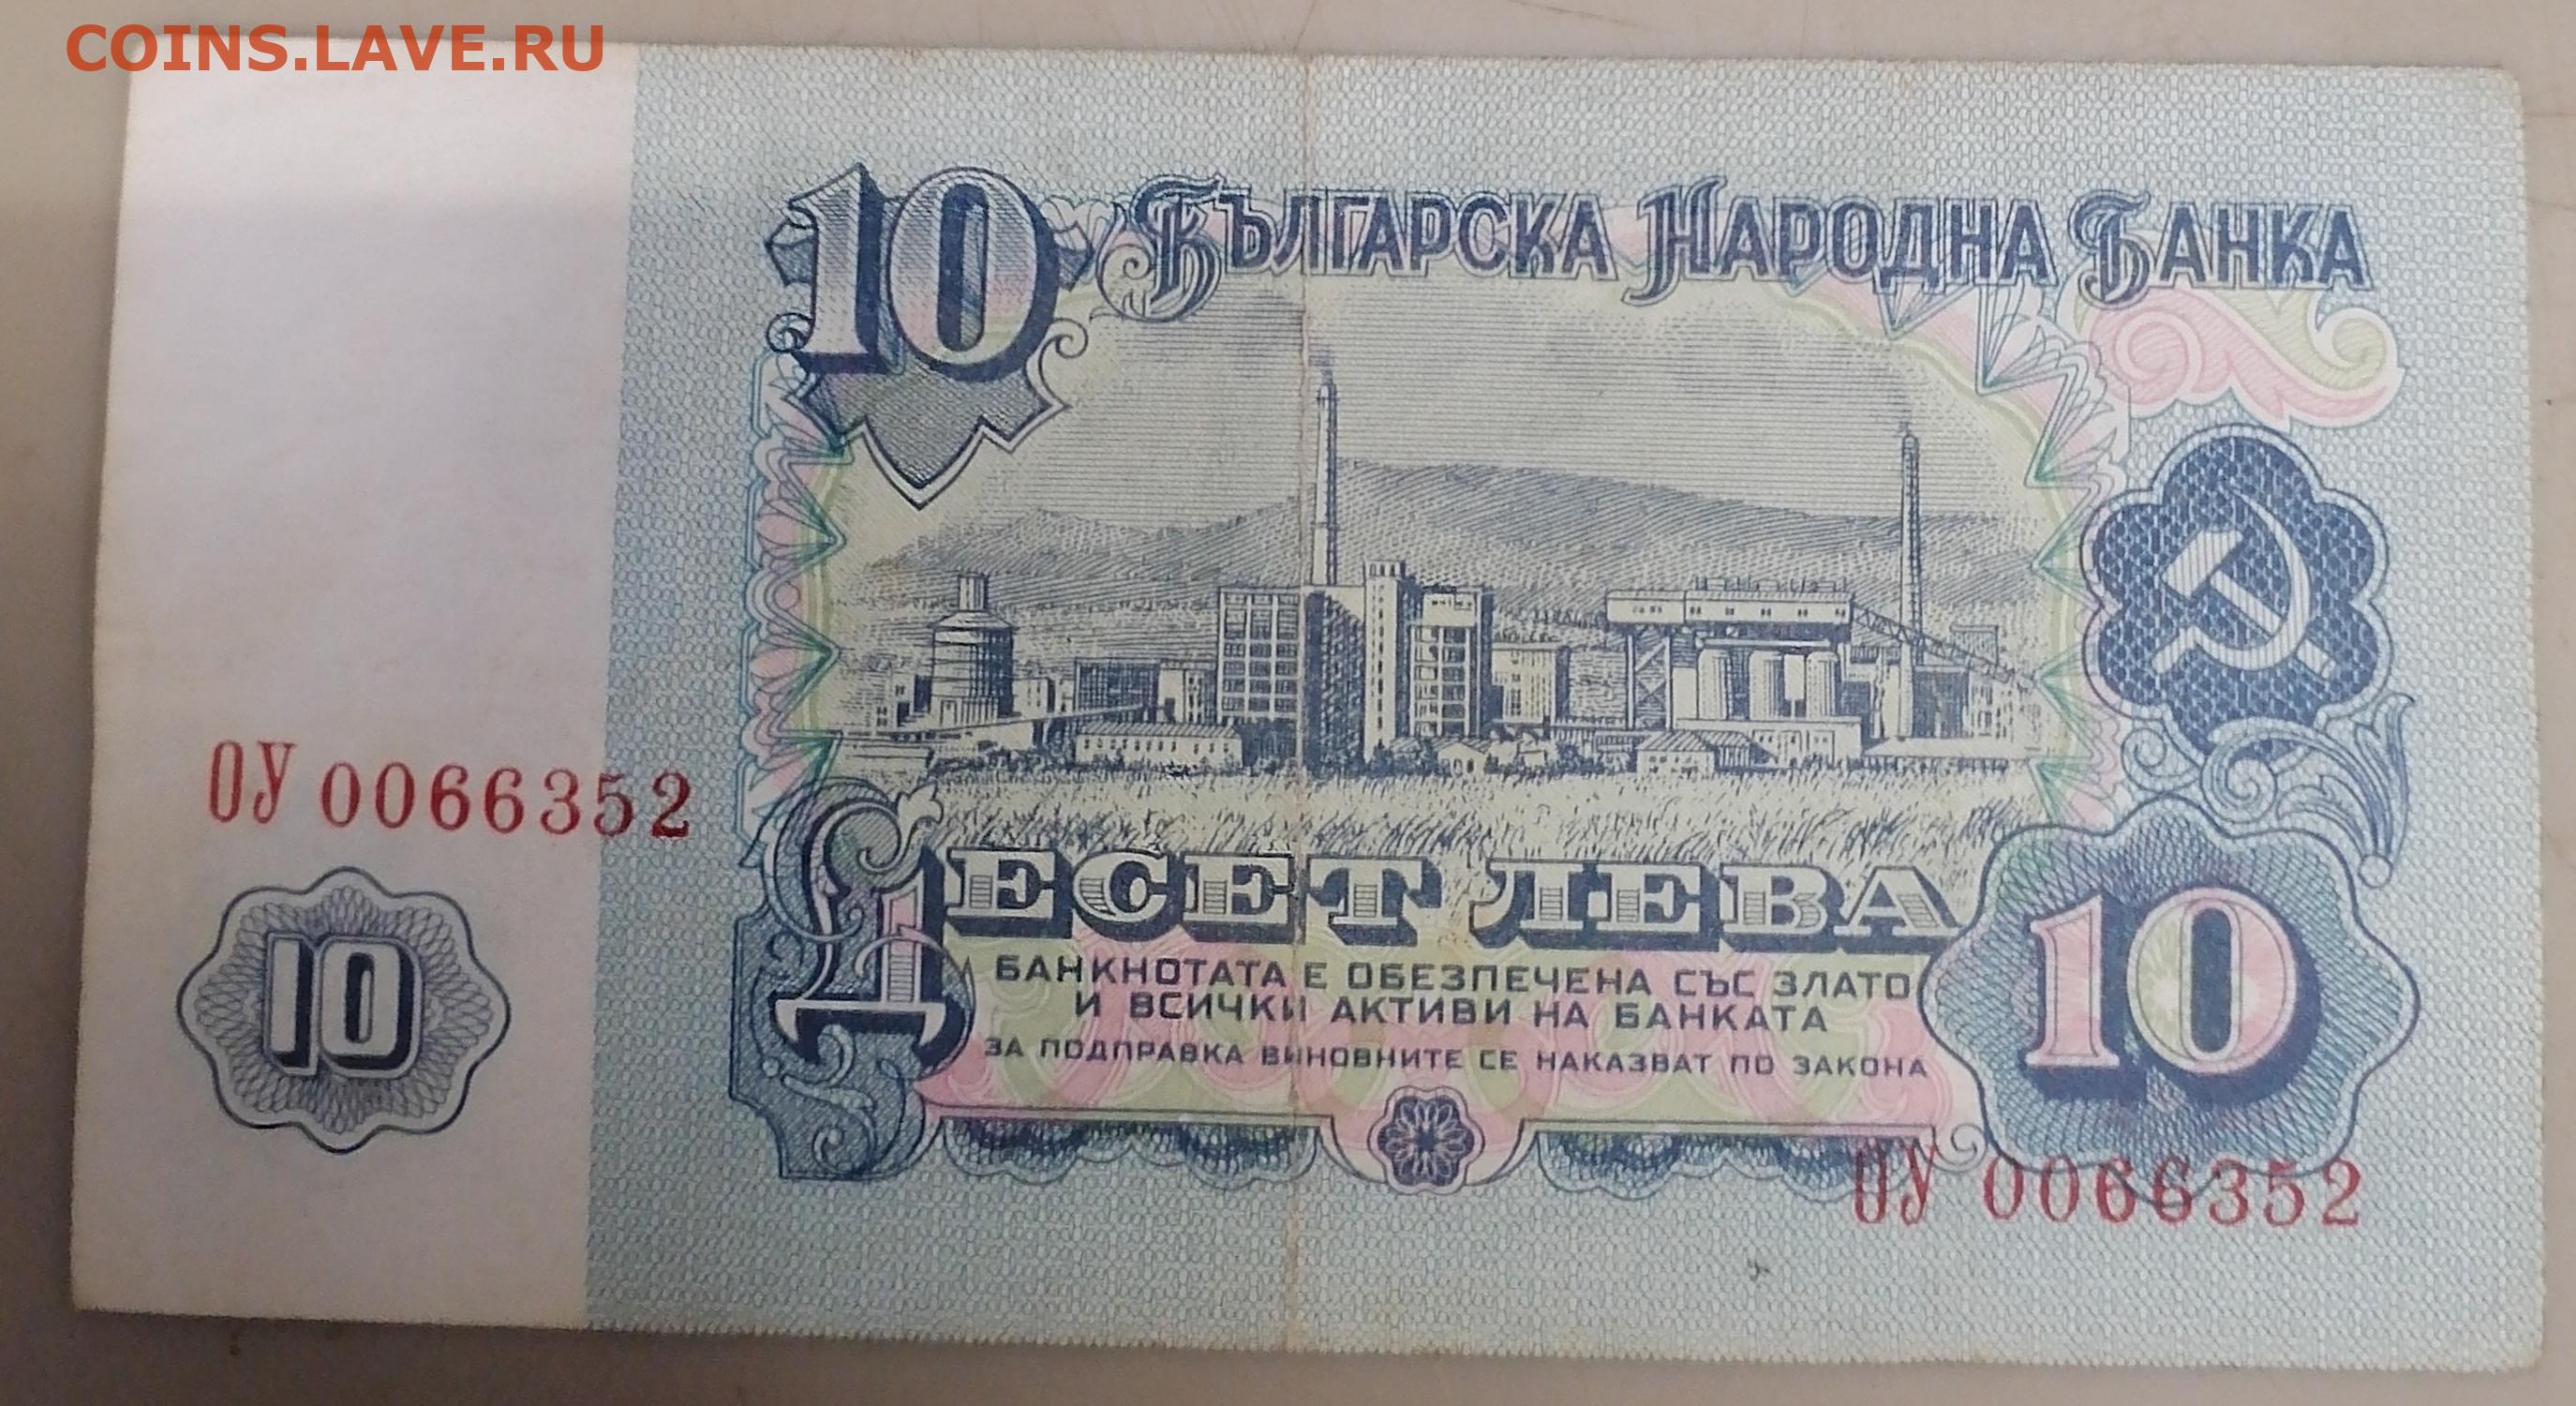 COINS.LAVE.RU
10 БЪЛГАРСКА НАРОДНА БАНКА
ОУ 0066352
10
ДЕСЕТ ЛЕВА
БАНКНОТАТА Е ОБЕЗПЕЧЕНА СЪС ЗЛАТО
И ВСИЧКИ АКТИВИ НА БАНКАТА
ЗА ПОДПРАВКА ВИНОВНИТЕ СЕ НАКАЗВАТ ПО ЗАКОНА
10
ОУ 0066352